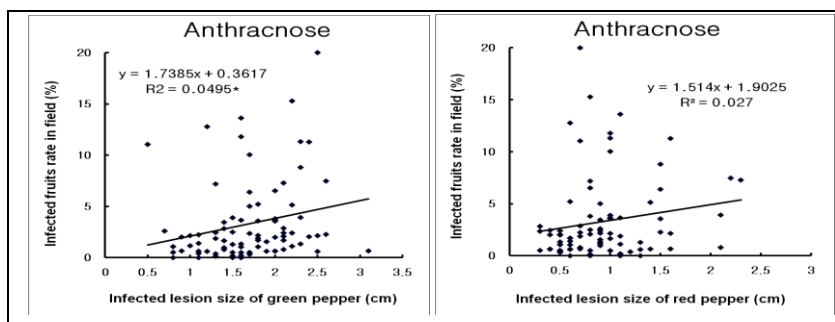 Anthracnose
Infected fruits rate in field (%)
20
15
10
5
0
y = 1.7385x + 0.3617
R2 = 0.0495*
0 0.5 1 1.5 2 2.5 3 3.5
Infected lesion size of green pepper (cm)
Anthracnose
Infected fruits rate in field (%)
20
15
10
5
0
y = 1.514x + 1.9025
R² = 0.027
0 0.5 1 1.5 2 2.5 3
Infected lesion size of red pepper (cm)